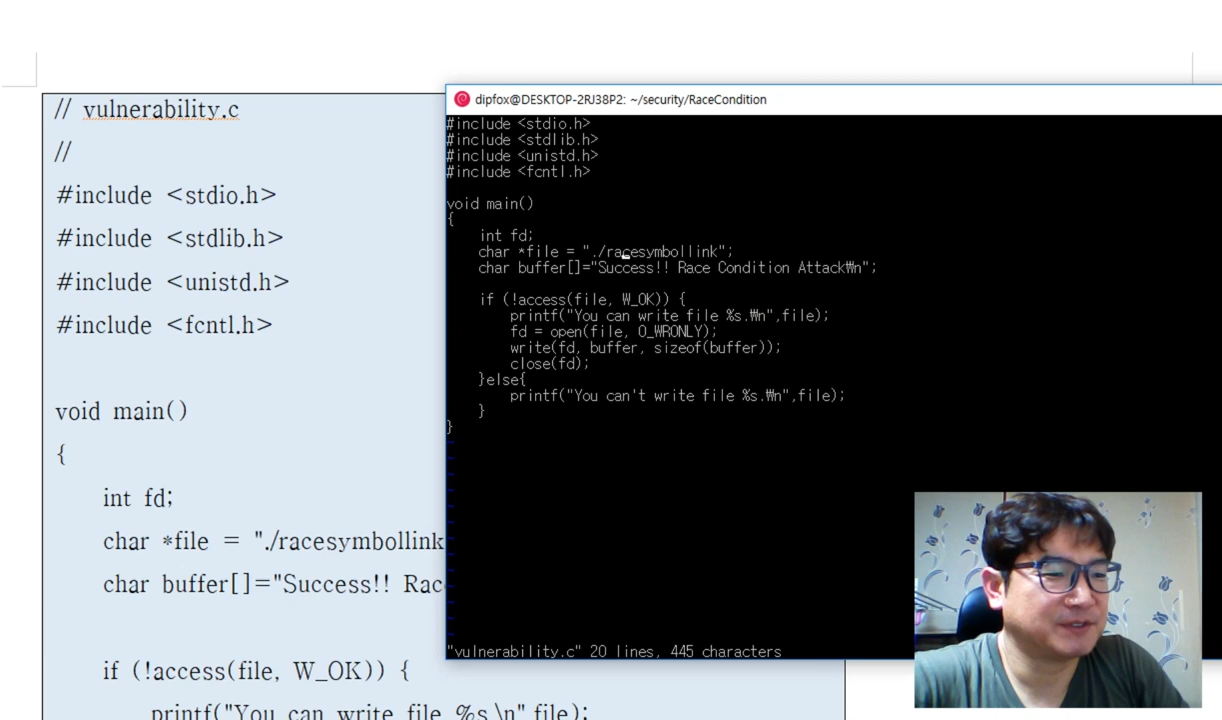 // vulnerability.c
//
#include <stdio.h>
#include <stdlib.h>
#include <unistd.h>
#include <fcntl.h>
void main()
{
int fd;
char *file = "./racesymbollink
char buffer[]="Success!! Rac
if (!access(file, W_OK)) {
printf("You can write file %s.\n",file);
dipfox@DESKTOP-2RJ38P2: ~/security/RaceCondition
#include <stdio.h>
#include <stdlib.h>
#include <unistd.h>
#include <fcntl.h>
void main()
{
int fd;
char *file = "./racesymbollink";
char buffer[]="Success!! Race Condition Attack₩n";
if (!access(file, W_OK)) {
printf("You can write file %s.₩n",file);
fd = open(file, O_WRONLY);
write(fd, buffer, sizeof(buffer));
close(fd);
}else{
printf("You can't write file %s.₩n",file);
}
}
~
~
~
~
~
~
~
~
~
~
~
~
~
"vulnerability.c" 20 lines, 445 characters